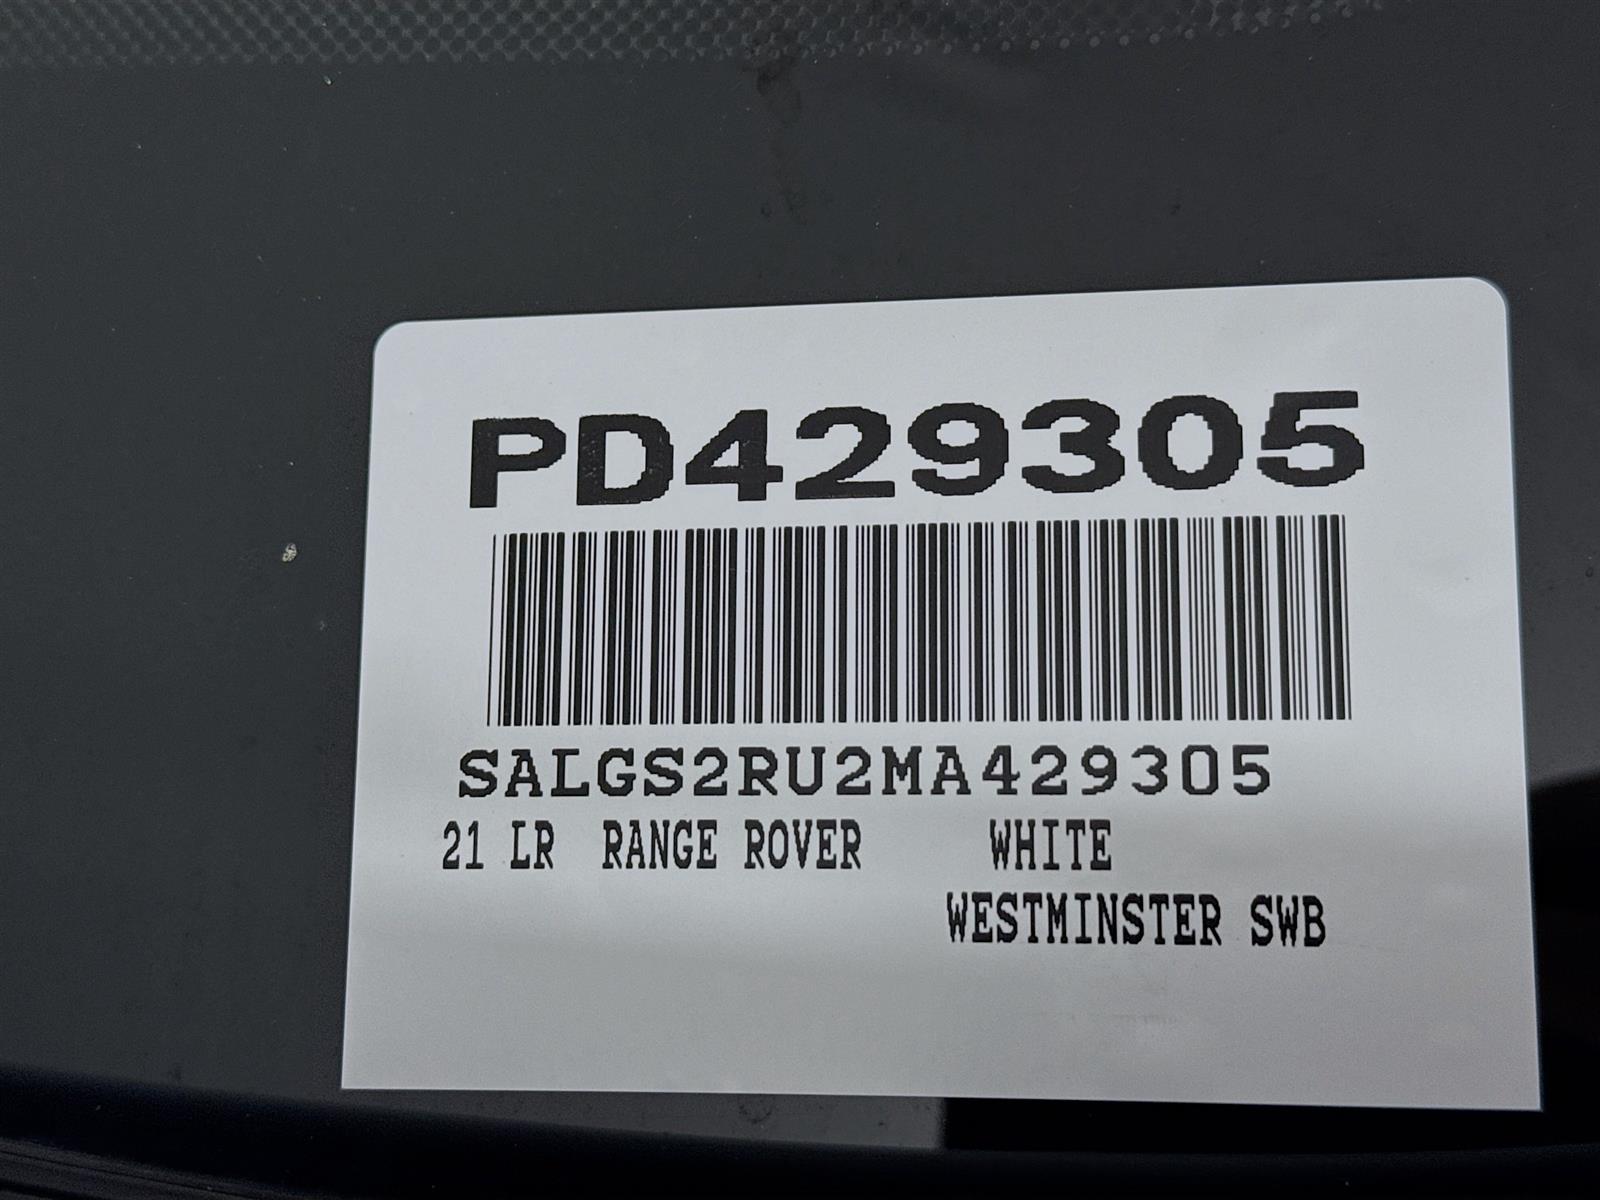 PD429305
SALGS2RU2MA429305
21 LR RANGE ROVER WHITE
WESTMINSTER SWB